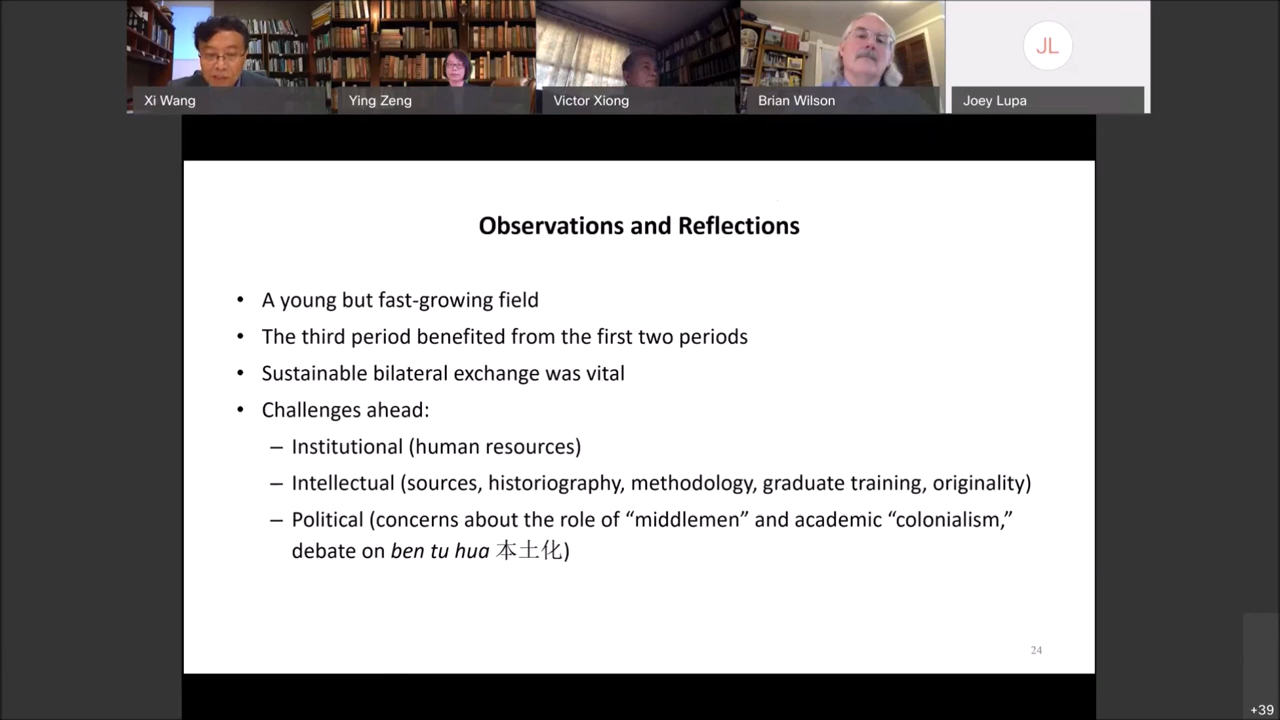 Xi Wang
Ying Zeng
Victor Xiong
Brian Wilson
JL
Joey Lupa
Observations and Reflections
• A young but fast-growing field
• The third period benefited from the first two periods
• Sustainable bilateral exchange was vital
• Challenges ahead:
– Institutional (human resources)
– Intellectual (sources, historiography, methodology, graduate training, originality)
– Political (concerns about the role of “middlemen” and academic “colonialism,”
debate on ben tu hua 本土化)
24
+39